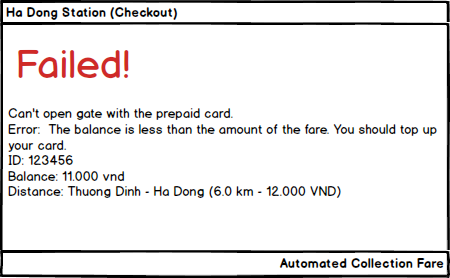 Ha Dong Station (Checkout)
Failed!
Can't open gate with the prepaid card.
Error: The balance is less than the amount of the fare. You should top up
your card.
ID: 123456
Balance: 11.000 vnd
Distance: Thuong Dinh - Ha Dong (6.0 km - 12.000 VND)
Automated Collection Fare